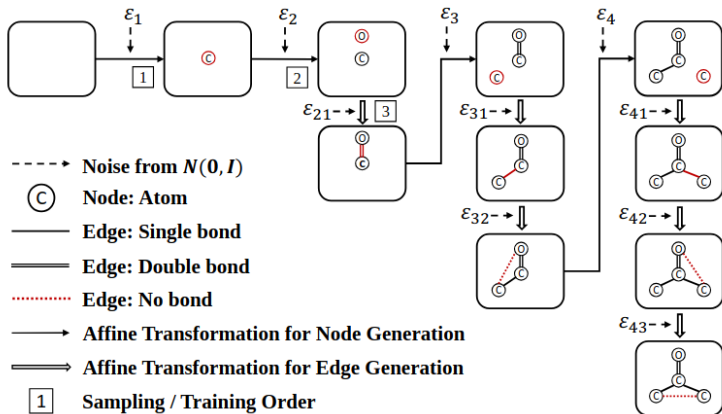 ε1 ε2 ε3 ε4
C O C O C C O C C
1 2
ε21 3 ε31 ε41
O C O C C O C C C
Noise from N(0, I)
C Node: Atom
Edge: Single bond
ε32 ε42
Edge: Double bond
O C C O C C C
Edge: No bond
Affine Transformation for Node Generation
ε43
Affine Transformation for Edge Generation
O C C C
1 Sampling / Training Order